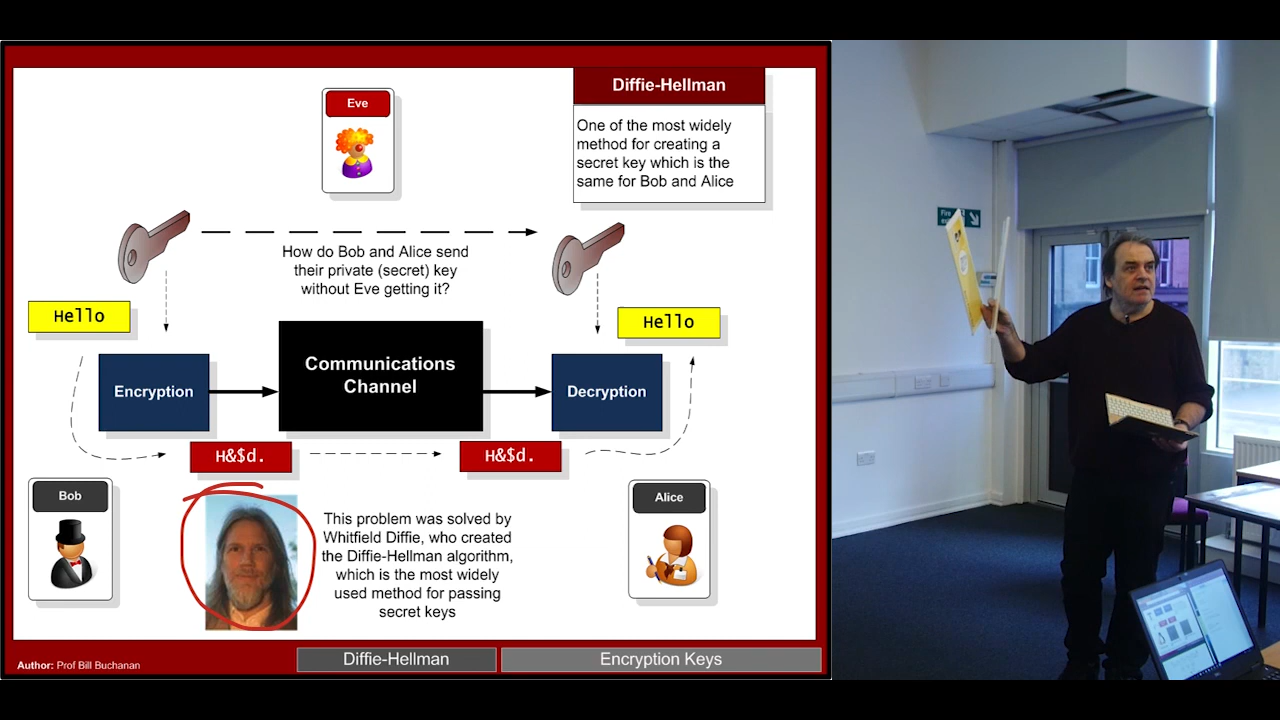 Eve
Diffie-Hellman
One of the most widely
method for creating a
secret key which is the
same for Bob and Alice
How do Bob and Alice send
their private (secret) key
without Eve getting it?
Hello
Hello
Encryption
Communications
Channel
Decryption
H&$d.
H&$d.
Bob
Alice
This problem was solved by
Whitfield Diffie, who created
the Diffie-Hellman algorithm,
which is the most widely
used method for passing
secret keys
Author: Prof Bill Buchanan
Diffie-Hellman
Encryption Keys
Fire